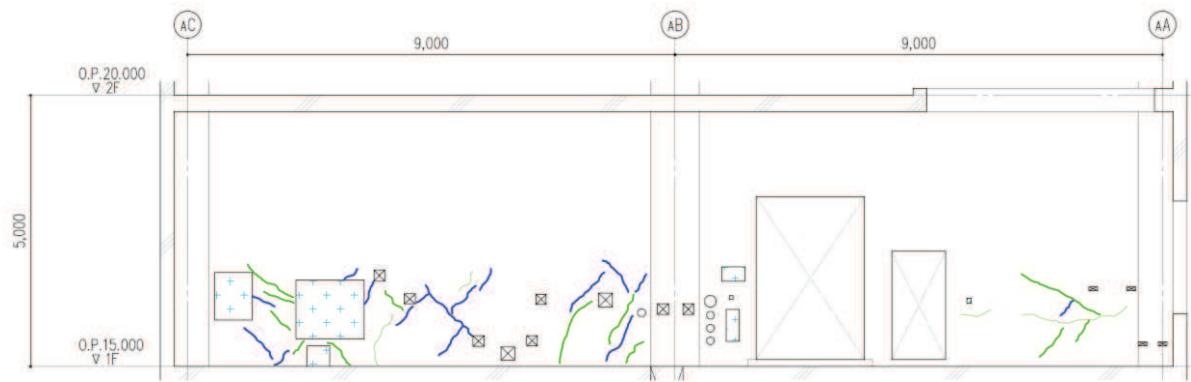 AC
AB
AA
9,000
9,000
O.P.20.000
▽ 2F
5,000
O.P.15.000
▽ 1F